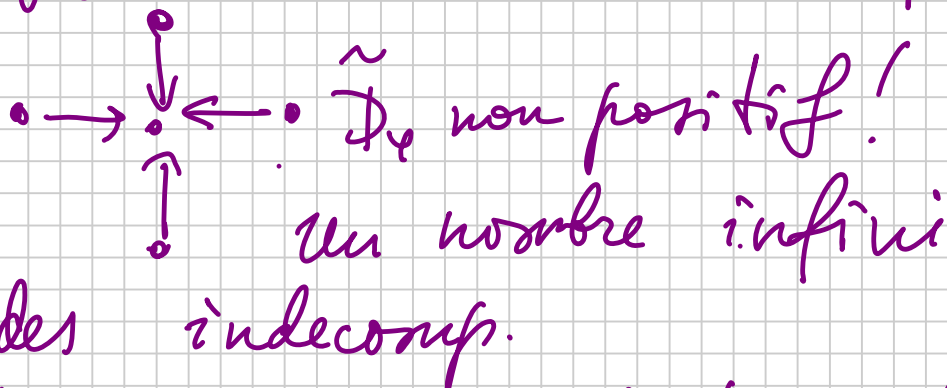 D̃₄ non positif!
un nombre infini
des indecomp.